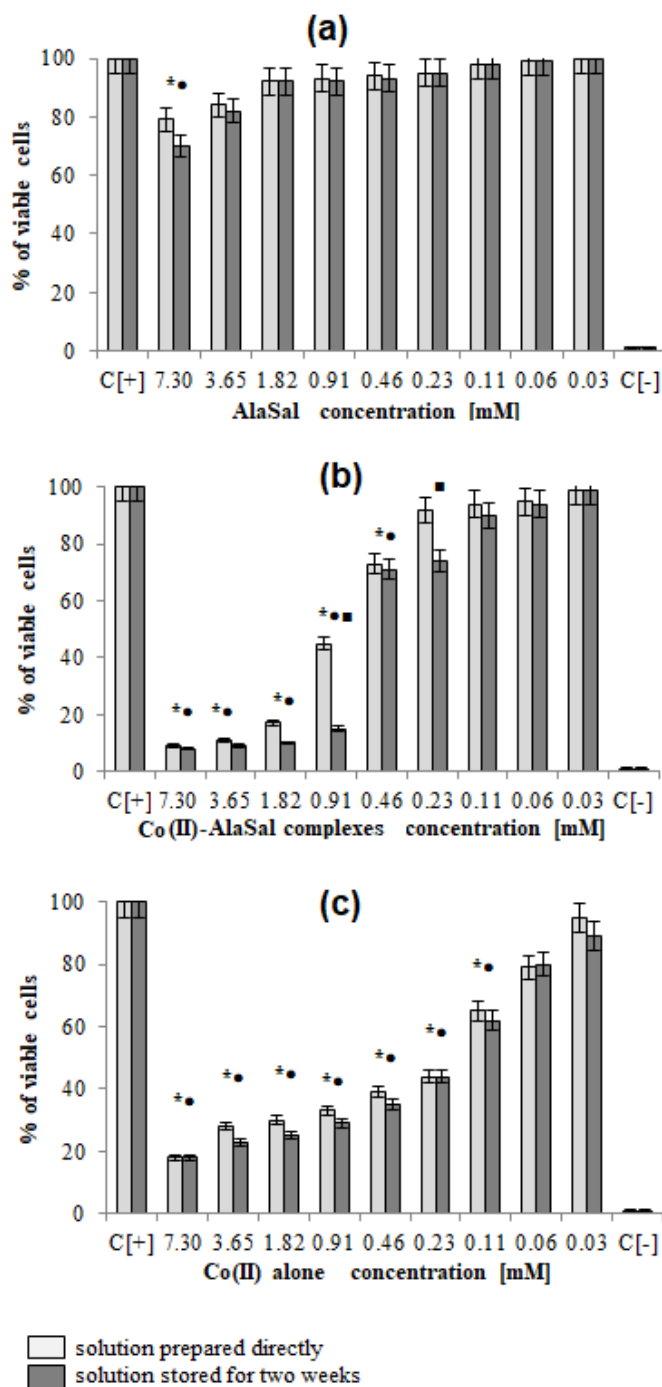 (a)
% of viable cells
100
80
60
40
20
0
*●
C[+] 7.30 3.65 1.82 0.91 0.46 0.23 0.11 0.06 0.03 C[-]
AlaSal concentration [mM]
(b)
% of viable cells
100
80
60
40
20
0
*● *● *● *●■ *● ■
C[+] 7.30 3.65 1.82 0.91 0.46 0.23 0.11 0.06 0.03 C[-]
Co(II)-AlaSal complexes concentration [mM]
(c)
% of viable cells
100
80
60
40
20
0
*● *● *● *● *● *● *●
C[+] 7.30 3.65 1.82 0.91 0.46 0.23 0.11 0.06 0.03 C[-]
Co(II) alone concentration [mM]
solution prepared directly
solution stored for two weeks